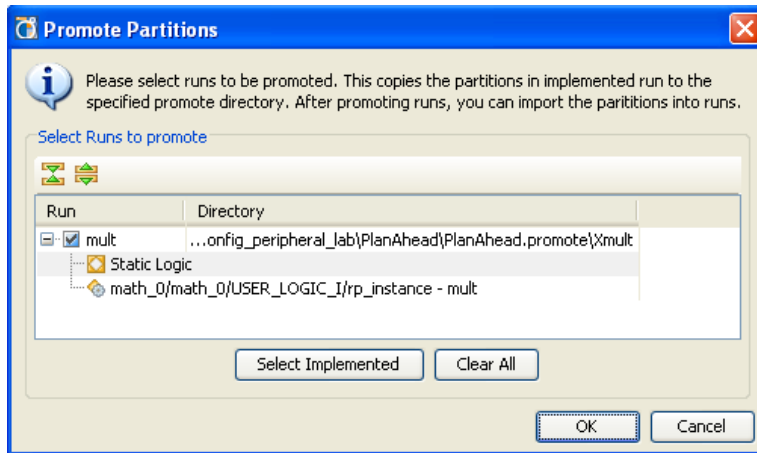 Promote Partitions
Please select runs to be promoted. This copies the partitions in implemented run to the
specified promote directory. After promoting runs, you can import the parititions into runs.
Select Runs to promote
Run Directory
mult ...onfig_peripheral_lab\PlanAhead\PlanAhead.promote\Xmult
Static Logic
math_0/math_0/USER_LOGIC_I/rp_instance - mult
Select Implemented Clear All
OK Cancel